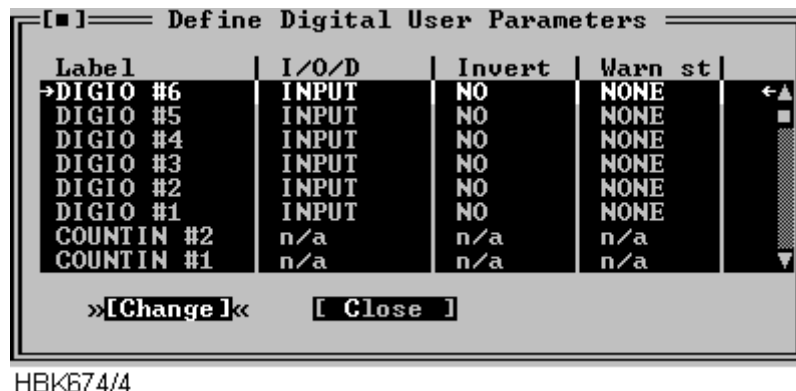 [■] Define Digital User Parameters
Label | I/O/D | Invert | Warn st|
→DIGIO #6 INPUT NO NONE ←▲
DIGIO #5 INPUT NO NONE
DIGIO #4 INPUT NO NONE
DIGIO #3 INPUT NO NONE
DIGIO #2 INPUT NO NONE
DIGIO #1 INPUT NO NONE
COUNTIN #2 n/a n/a n/a
COUNTIN #1 n/a n/a n/a ▼
»[Change]« [ Close ]
HBK674/4